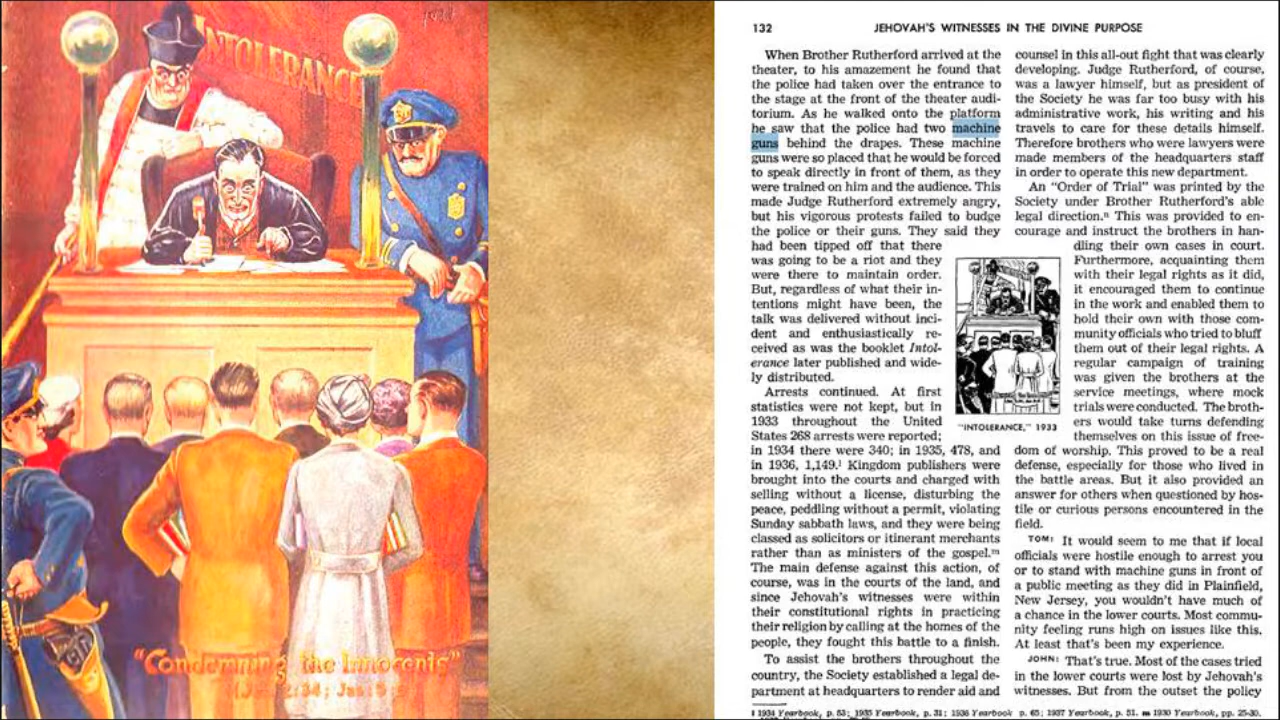 INTOLERANCE
"Condemning the Innocents"
132
JEHOVAH'S WITNESSES IN THE DIVINE PURPOSE
When Brother Rutherford arrived at the
theater, to his amazement he found that
the police had taken over the entrance to
the stage at the front of the theater audi-
torium. As he walked onto the platform
he saw that the police had two machine
guns behind the drapes. These machine
guns were so placed that he would be forced
to speak directly in front of them, as they
were trained on him and the audience. This
made Judge Rutherford extremely angry,
but his vigorous protests failed to budge
the police or their guns. They said they
had been tipped off that there
was going to be a riot and they
were there to maintain order.
But, regardless of what their in-
tentions might have been, the
talk was delivered without inci-
dent and enthusiastically re-
ceived as was the booklet Intol-
erance later published and wide-
ly distributed.
Arrests continued. At first
statistics were not kept, but in
1933 throughout the United
States 268 arrests were reported;
in 1934 there were 340; in 1935, 478, and
in 1936, 1,149.l Kingdom publishers were
brought into the courts and charged with
selling without a license, disturbing the
peace, peddling without a permit, violating
Sunday sabbath laws, and they were being
classed as solicitors or itinerant merchants
rather than as ministers of the gospel.m
The main defense against this action, of
course, was in the courts of the land, and
since Jehovah's witnesses were within
their constitutional rights in practicing
their religion by calling at the homes of the
people, they fought this battle to a finish.
To assist the brothers throughout the
country, the Society established a legal de-
partment at headquarters to render aid and
counsel in this all-out fight that was clearly
developing. Judge Rutherford, of course,
was a lawyer himself, but as president of
the Society he was far too busy with his
administrative work, his writing and his
travels to care for these details himself.
Therefore brothers who were lawyers were
made members of the headquarters staff
in order to operate this new department.
An "Order of Trial" was printed by the
Society under Brother Rutherford's able
legal direction.n This was provided to en-
courage and instruct the brothers in han-
dling their own cases in court.
Furthermore, acquainting them
with their legal rights as it did,
it encouraged them to continue
in the work and enabled them to
hold their own with those com-
munity officials who tried to bluff
them out of their legal rights. A
regular campaign of training
was given the brothers at the
service meetings, where mock
trials were conducted. The broth-
ers would take turns defending
themselves on this issue of free-
dom of worship. This proved to be a real
defense, especially for those who lived in
the battle areas. But it also provided an
answer for others when questioned by hos-
tile or curious persons encountered in the
field.
TOM: It would seem to me that if local
officials were hostile enough to arrest you
or to stand with machine guns in front of
a public meeting as they did in Plainfield,
New Jersey, you wouldn't have much of
a chance in the lower courts. Most commu-
nity feeling runs high on issues like this.
At least that's been my experience.
JOHN: That's true. Most of the cases tried
in the lower courts were lost by Jehovah's
witnesses. But from the outset the policy
"INTOLERANCE," 1933
l 1934 Yearbook, p. 53; 1935 Yearbook, p. 31; 1936 Yearbook p. 65; 1937 Yearbook, p. 51. m 1930 Yearbook, pp. 25-30.